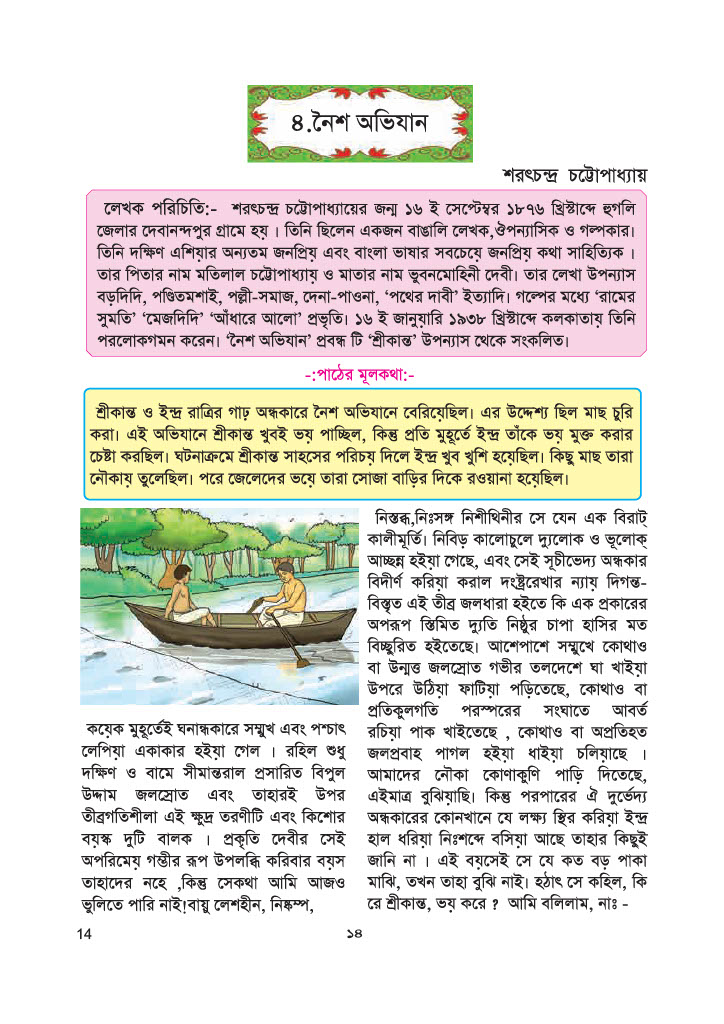 ৪.নৈশ অভিযান
শরৎচন্দ্র চট্টোপাধ্যায়
লেখক পরিচিতি:- শরৎচন্দ্র চট্টোপাধ্যায়ের জন্ম ১৬ ই সেপ্টেম্বর ১৮৭৬ খ্রিস্টাব্দে হুগলি
জেলার দেবানন্দপুর গ্রামে হয় । তিনি ছিলেন একজন বাঙালি লেখক,ঔপন্যাসিক ও গল্পকার।
তিনি দক্ষিণ এশিয়ার অন্যতম জনপ্রিয় এবং বাংলা ভাষার সবচেয়ে জনপ্রিয় কথা সাহিত্যিক ।
তার পিতার নাম মতিলাল চট্টোপাধ্যায় ও মাতার নাম ভুবনমোহিনী দেবী। তার লেখা উপন্যাস
বড়দিদি, পণ্ডিতমশাই, পল্লী-সমাজ, দেনা-পাওনা, ‘পথের দাবী’ ইত্যাদি। গল্পের মধ্যে ‘রামের
সুমতি’ ‘মেজদিদি’ ‘আঁধারে আলো’ প্রভৃতি। ১৬ ই জানুয়ারি ১৯৩৮ খ্রিস্টাব্দে কলকাতায় তিনি
পরলোকগমন করেন। ‘নৈশ অভিযান’ প্রবন্ধ টি ‘শ্রীকান্ত’ উপন্যাস থেকে সংকলিত।
-:পাঠের মূলকথা:-
শ্রীকান্ত ও ইন্দ্র রাত্রির গাঢ় অন্ধকারে নৈশ অভিযানে বেরিয়েছিল। এর উদ্দেশ্য ছিল মাছ চুরি
করা। এই অভিযানে শ্রীকান্ত খুবই ভয় পাচ্ছিল, কিন্তু প্রতি মুহূর্তে ইন্দ্র তাঁকে ভয় মুক্ত করার
চেষ্টা করছিল। ঘটনাক্রমে শ্রীকান্ত সাহসের পরিচয় দিলে ইন্দ্র খুব খুশি হয়েছিল। কিছু মাছ তারা
নৌকায় তুলেছিল। পরে জেলেদের ভয়ে তারা সোজা বাড়ির দিকে রওয়ানা হয়েছিল।
কয়েক মুহূর্তেই ঘনান্ধকারে সম্মুখ এবং পশ্চাৎ
লেপিয়া একাকার হইয়া গেল । রহিল শুধু
দক্ষিণ ও বামে সীমান্তরাল প্রসারিত বিপুল
উদ্দাম জলস্রোত এবং তাহারই উপর
তীব্রগতিশীলা এই ক্ষুদ্র তরণীটি এবং কিশোর
বয়স্ক দুটি বালক । প্রকৃতি দেবীর সেই
অপরিমেয় গম্ভীর রূপ উপলব্ধি করিবার বয়স
তাহাদের নহে ,কিন্তু সেকথা আমি আজও
ভুলিতে পারি নাই!বায়ু লেশহীন, নিষ্কম্প,
নিস্তব্ধ,নিঃসঙ্গ নিশীথিনীর সে যেন এক বিরাট্
কালীমূর্তি। নিবিড় কালোচুলে দ্যুলোক ও ভূলোক্
আচ্ছন্ন হইয়া গেছে, এবং সেই সূচীভেদ্য অন্ধকার
বিদীর্ণ করিয়া করাল দংষ্ট্ররেখার ন্যায় দিগন্ত-
বিস্তৃত এই তীব্র জলধারা হইতে কি এক প্রকারের
অপরূপ স্তিমিত দ্যুতি নিষ্ঠুর চাপা হাসির মত
বিচ্ছুরিত হইতেছে। আশেপাশে সম্মুখে কোথাও
বা উন্মত্ত জলস্রোত গভীর তলদেশে ঘা খাইয়া
উপরে উঠিয়া ফাটিয়া পড়িতেছে, কোথাও বা
প্রতিকুলগতি পরস্পরের সংঘাতে আবর্ত
রচিয়া পাক খাইতেছে , কোথাও বা অপ্রতিহত
জলপ্রবাহ পাগল হইয়া ধাইয়া চলিয়াছে ।
আমাদের নৌকা কোণাকুণি পাড়ি দিতেছে,
এইমাত্র বুঝিয়াছি। কিন্তু পরপারের ঐ দুর্ভেদ্য
অন্ধকারের কোনখানে যে লক্ষ্য স্থির করিয়া ইন্দ্র
হাল ধরিয়া নিঃশব্দে বসিয়া আছে তাহার কিছুই
জানি না । এই বয়সেই সে যে কত বড় পাকা
মাঝি, তখন তাহা বুঝি নাই। হঠাৎ সে কহিল, কি
রে শ্রীকান্ত, ভয় করে ? আমি বলিলাম, নাঃ -
14
১৪